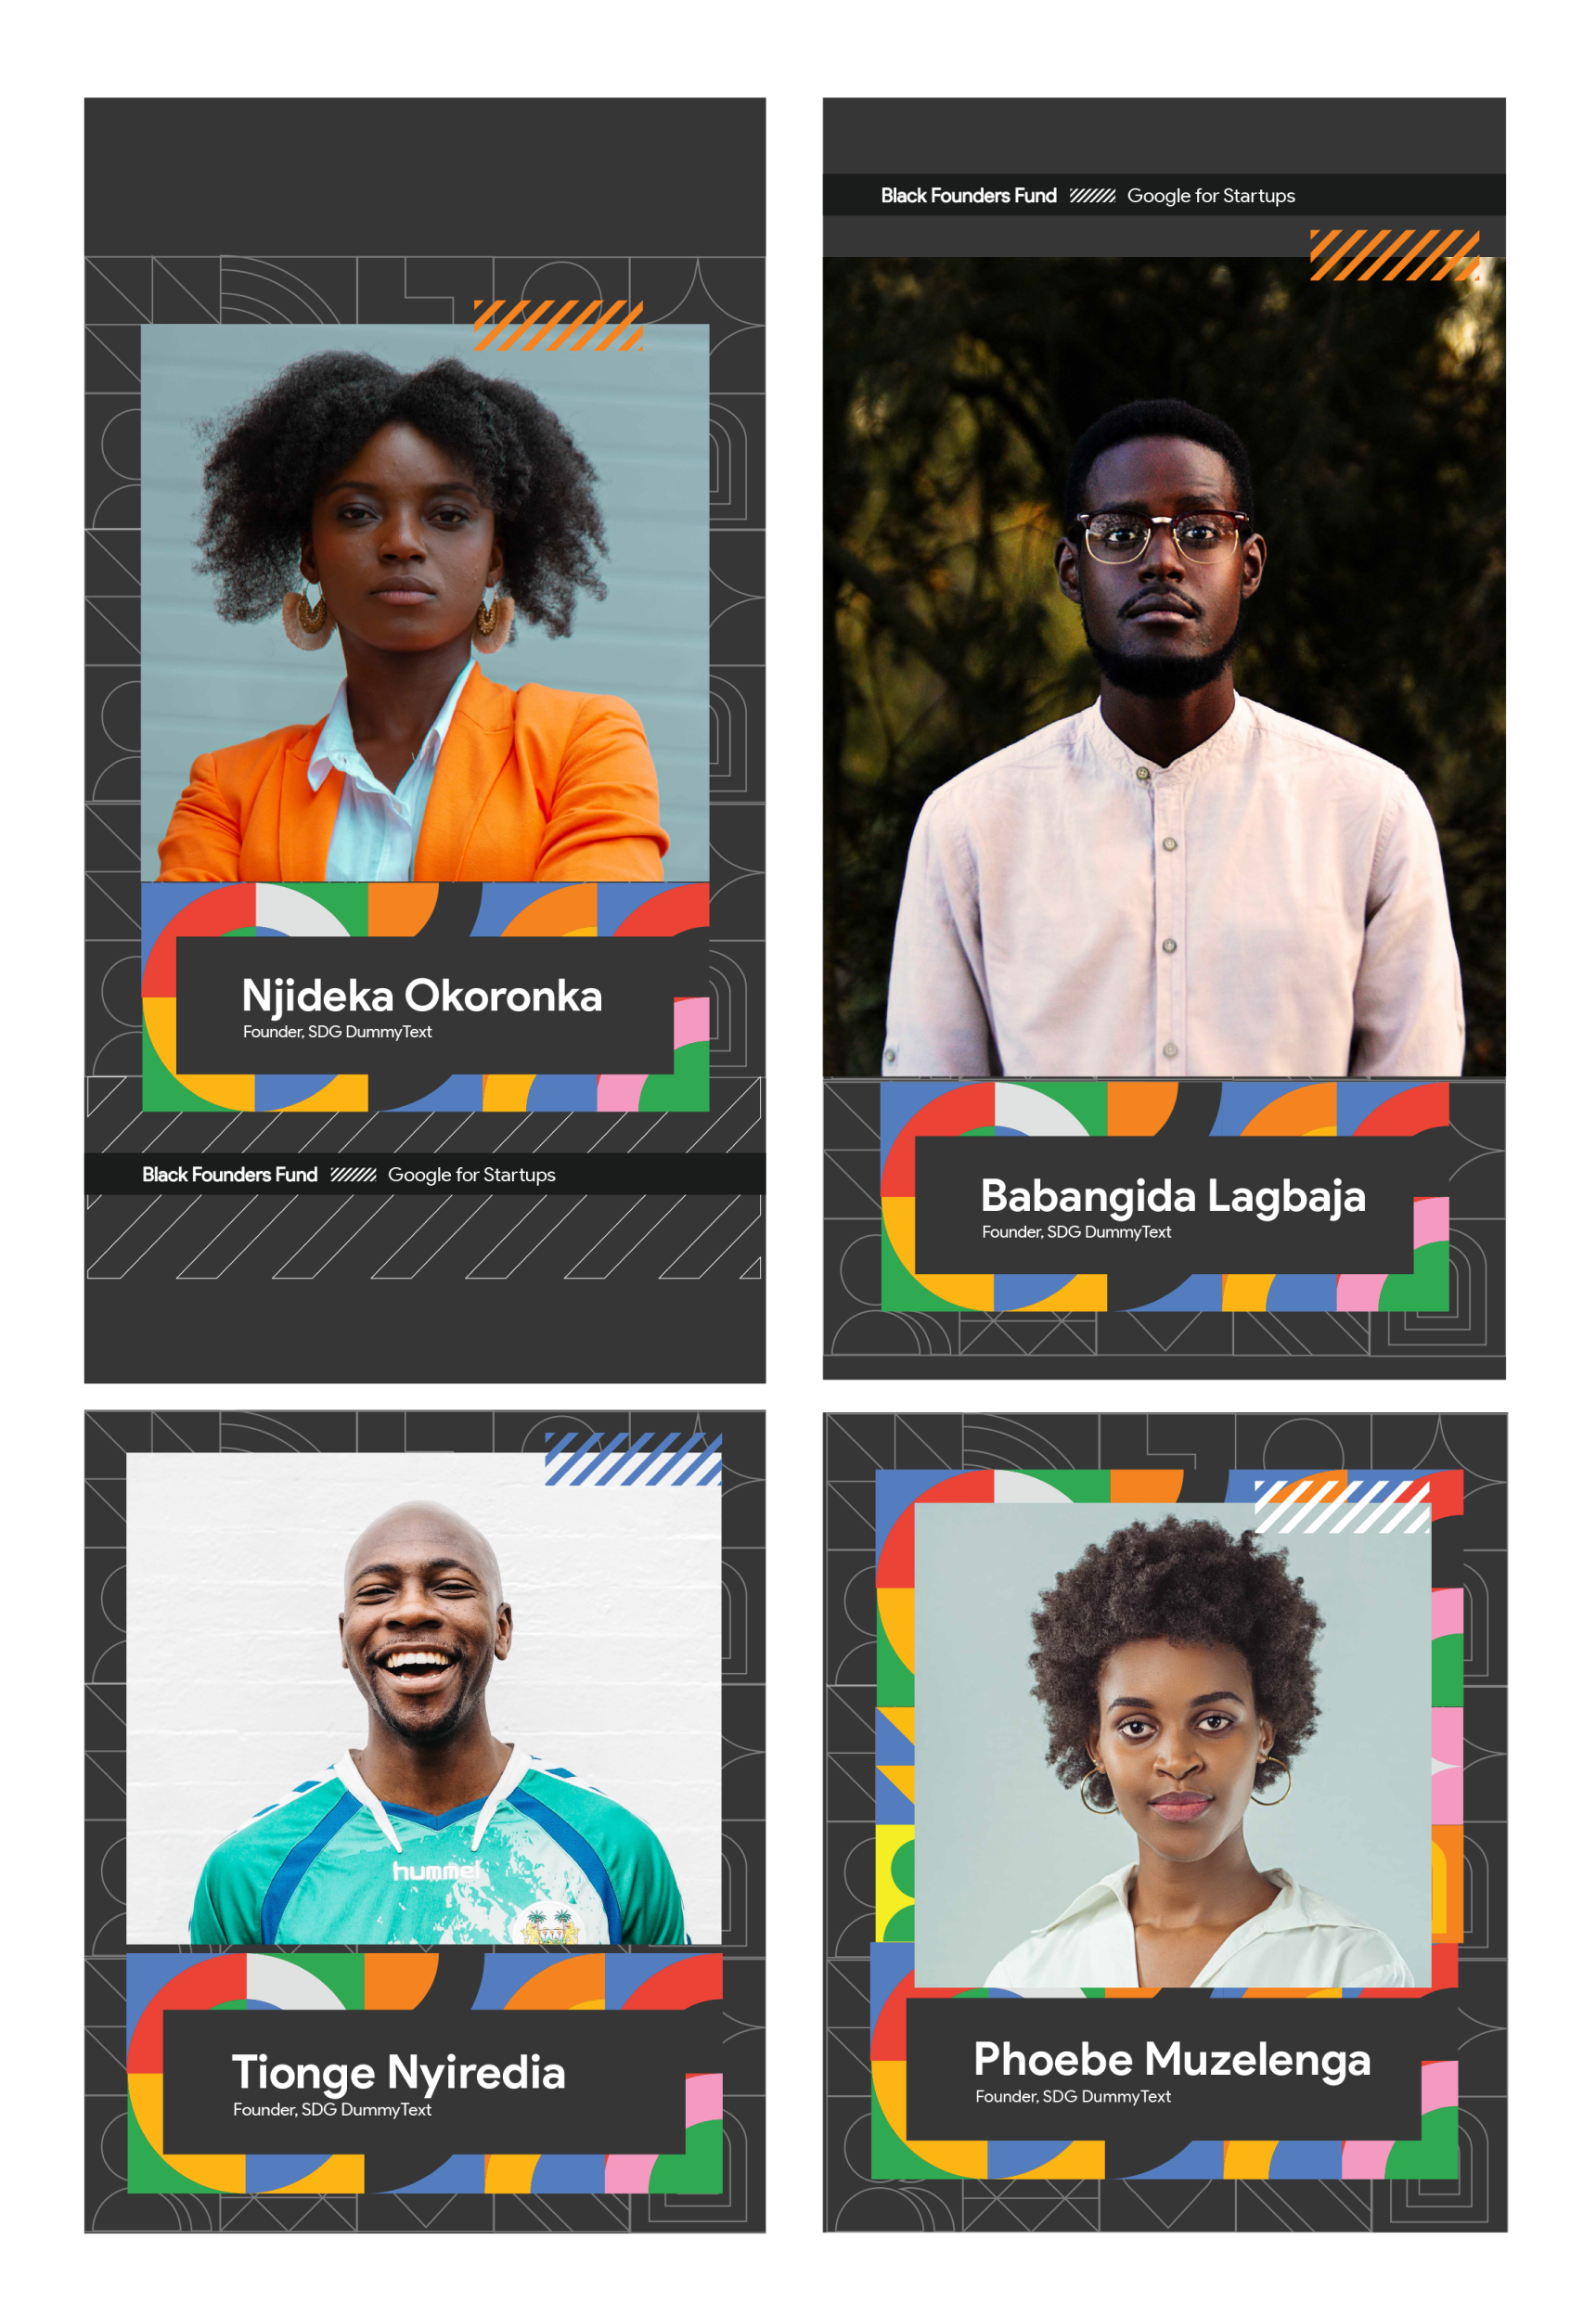 Njideka Okoronka
Founder, SDG DummyText
Black Founders Fund Google for Startups
Black Founders Fund Google for Startups
Babangida Lagbaja
Founder, SDG DummyText
hummel
Tionge Nyiredia
Founder, SDG DummyText
Phoebe Muzelenga
Founder, SDG DummyText